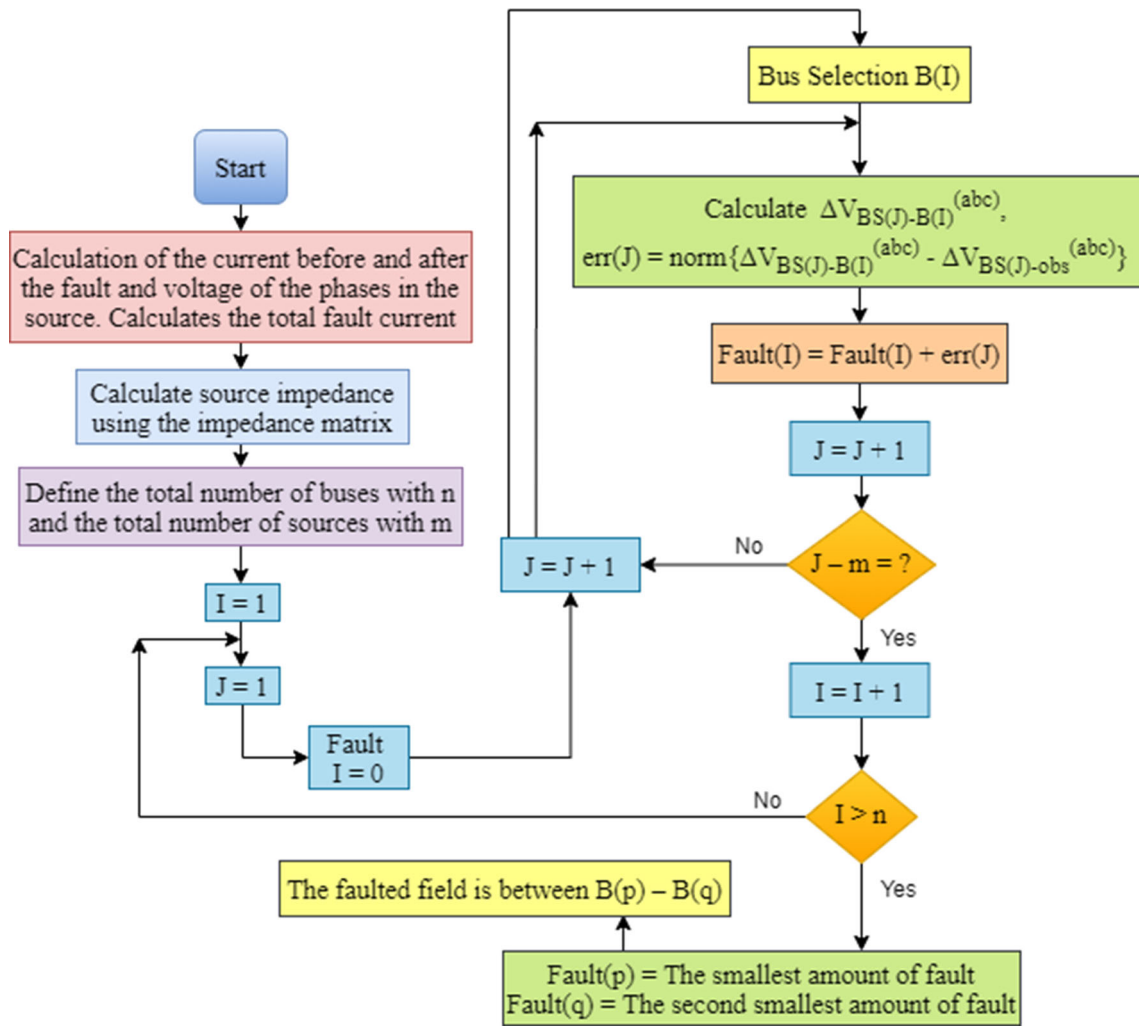 Start
Calculation of the current before and after
the fault and voltage of the phases in the
source. Calculates the total fault current
Calculate source impedance
using the impedance matrix
Define the total number of buses with n
and the total number of sources with m
I = 1
J = 1
Fault
I = 0
J = J + 1
Bus Selection B(I)
Calculate ΔV_BS(J)-B(I)^(abc),
err(J) = norm{ΔV_BS(J)-B(I)^(abc) - ΔV_BS(J)-obs^(abc)}
Fault(I) = Fault(I) + err(J)
J = J + 1
J – m = ?
No
Yes
I = I + 1
I > n
No
Yes
Fault(p) = The smallest amount of fault
Fault(q) = The second smallest amount of fault
The faulted field is between B(p) – B(q)